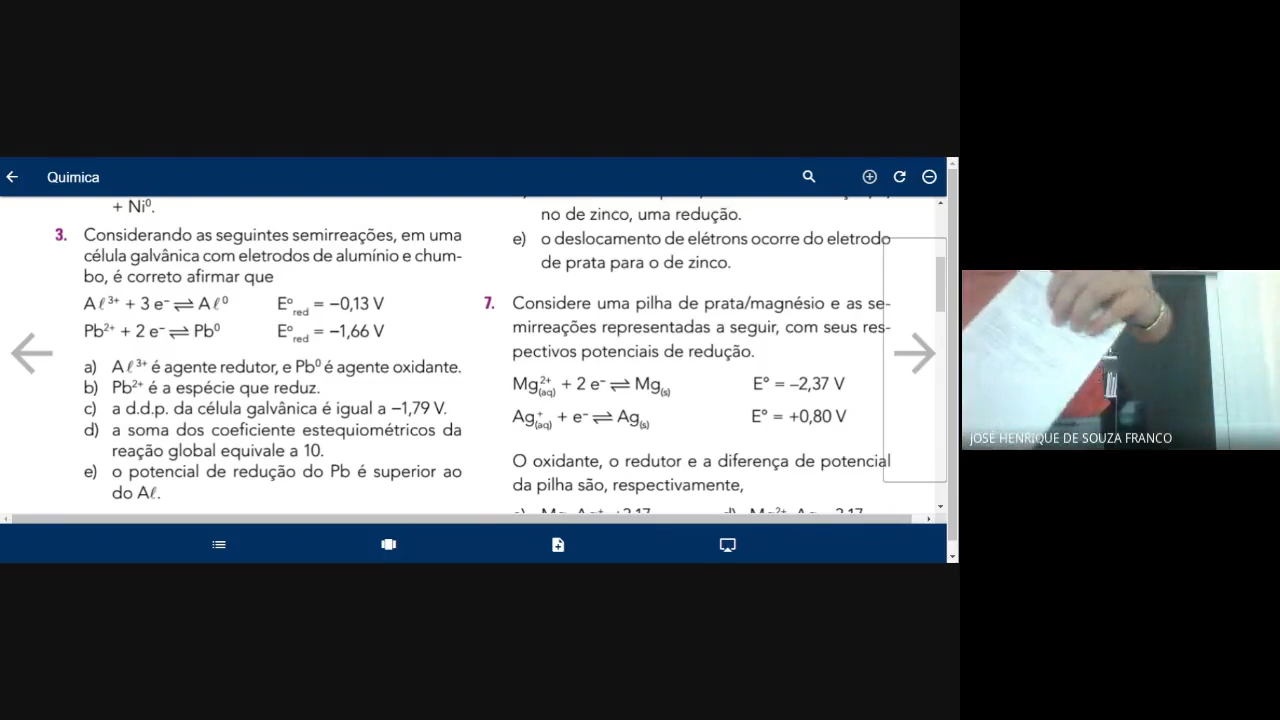 Quimica
+ Ni⁰.
3. Considerando as seguintes semirreações, em uma
célula galvânica com eletrodos de alumínio e chum-
bo, é correto afirmar que
Aℓ³⁺ + 3 e⁻ ⇌ Aℓ⁰ E°red = −0,13 V
Pb²⁺ + 2 e⁻ ⇌ Pb⁰ E°red = −1,66 V
a) Aℓ³⁺ é agente redutor, e Pb⁰ é agente oxidante.
b) Pb²⁺ é a espécie que reduz.
c) a d.d.p. da célula galvânica é igual a −1,79 V.
d) a soma dos coeficiente estequiométricos da
reação global equivale a 10.
e) o potencial de redução do Pb é superior ao
do Aℓ.
no de zinco, uma redução.
e) o deslocamento de elétrons ocorre do eletrodo
de prata para o de zinco.
7. Considere uma pilha de prata/magnésio e as se-
mirreações representadas a seguir, com seus res-
pectivos potenciais de redução.
Mg²⁺(aq) + 2 e⁻ ⇌ Mg(s) E° = −2,37 V
Ag⁺(aq) + e⁻ ⇌ Ag(s) E° = +0,80 V
O oxidante, o redutor e a diferença de potencial
da pilha são, respectivamente,
JOSÉ HENRIQUE DE SOUZA FRANCO